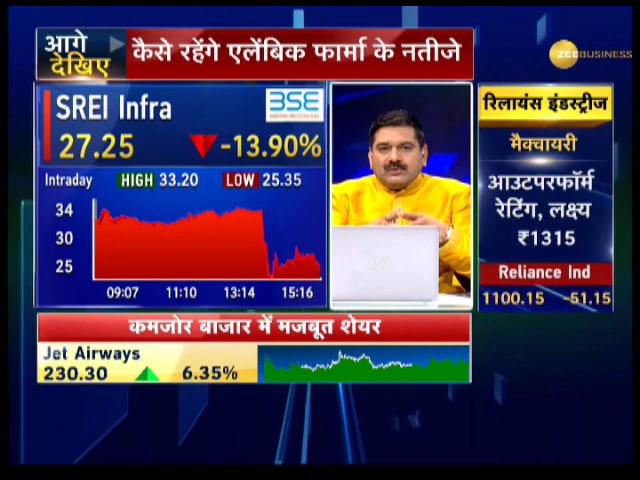 आगे
देखिए
कैसे रहेंगे एलेंबिक फार्मा के नतीजे
ZEEBUSINESS
SREI Infra
BSE
27.25 -13.90%
Intraday HIGH 33.20 LOW 25.35
34
30
25
09:07 11:10 13:14 15:16
रिलायंस इंडस्ट्रीज
मैक्वायरी
आउटपरफॉर्म
रेटिंग, लक्ष्य
₹1315
Reliance Ind
1100.15 -51.15
कमजोर बाजार में मजबूत शेयर
Jet Airways
230.30 6.35%